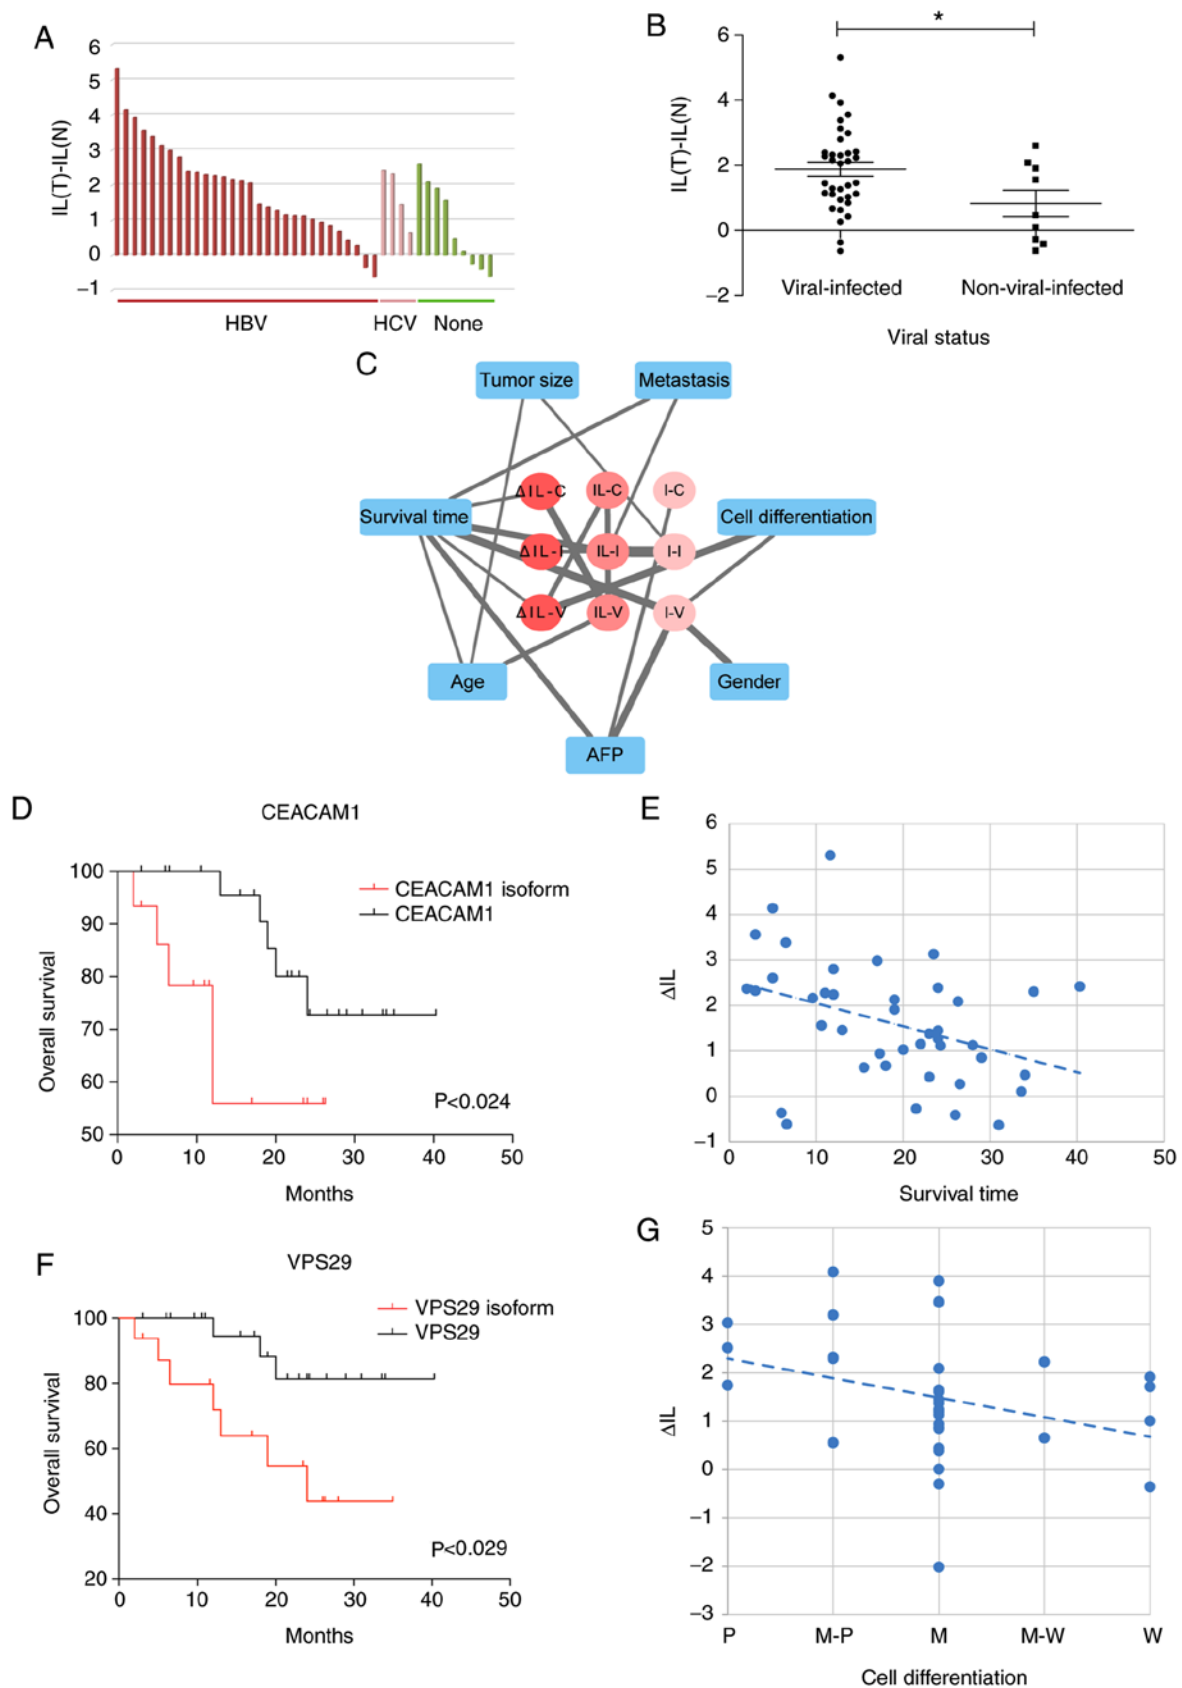 A
6
5
4
3
2
1
0
−1
IL(T)-IL(N)
HBV
HCV
None
B
*
6
4
2
0
−2
IL(T)-IL(N)
Viral-infected
Non-viral-infected
Viral status
C
Tumor size
Metastasis
Survival time
Cell differentiation
ΔIL-C
IL-C
I-C
ΔIL-I
IL-I
I-I
ΔIL-V
IL-V
I-V
Age
Gender
AFP
D
CEACAM1
100
90
80
70
60
50
Overall survival
CEACAM1 isoform
CEACAM1
P<0.024
0 10 20 30 40 50
Months
E
6
5
4
3
2
1
0
−1
ΔIL
0 10 20 30 40 50
Survival time
F
VPS29
100
80
60
40
20
Overall survival
VPS29 isoform
VPS29
P<0.029
0 10 20 30 40 50
Months
G
5
4
3
2
1
0
−1
−2
−3
ΔIL
P M-P M M-W W
Cell differentiation